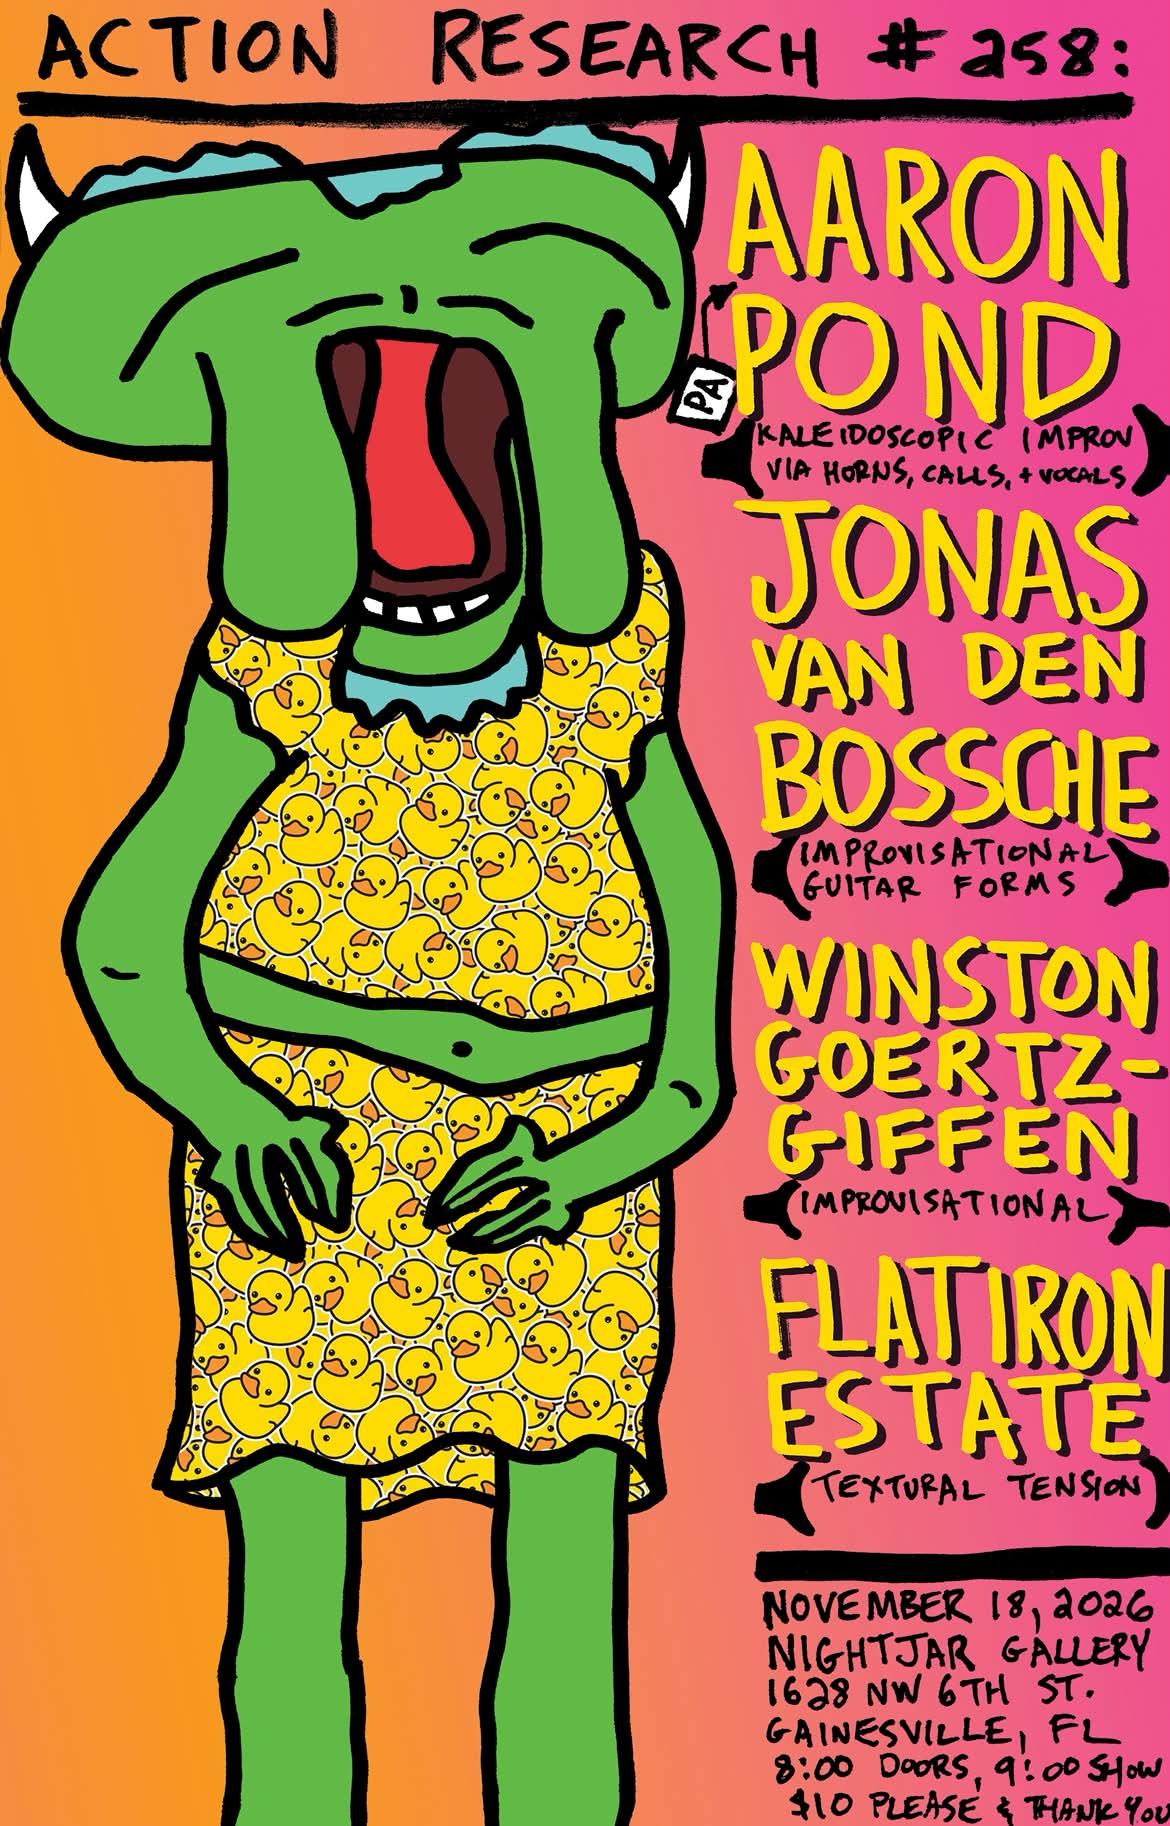 ACTION RESEARCH #258:
AARON
POND
PA
KALEIDOSCOPIC IMPROV
VIA HORNS, CALLS, + VOCALS
JONAS
VAN DEN
BOSSCHE
IMPROVISATIONAL
GUITAR FORMS
WINSTON
GOERTZ-
GIFFEN
IMPROVISATIONAL
FLATIRON
ESTATE
TEXTURAL TENSION
NOVEMBER 18, 2026
NIGHTJAR GALLERY
1628 NW 6TH ST.
GAINESVILLE, FL
8:00 DOORS, 9:00 SHOW
$10 PLEASE & THANK YOU